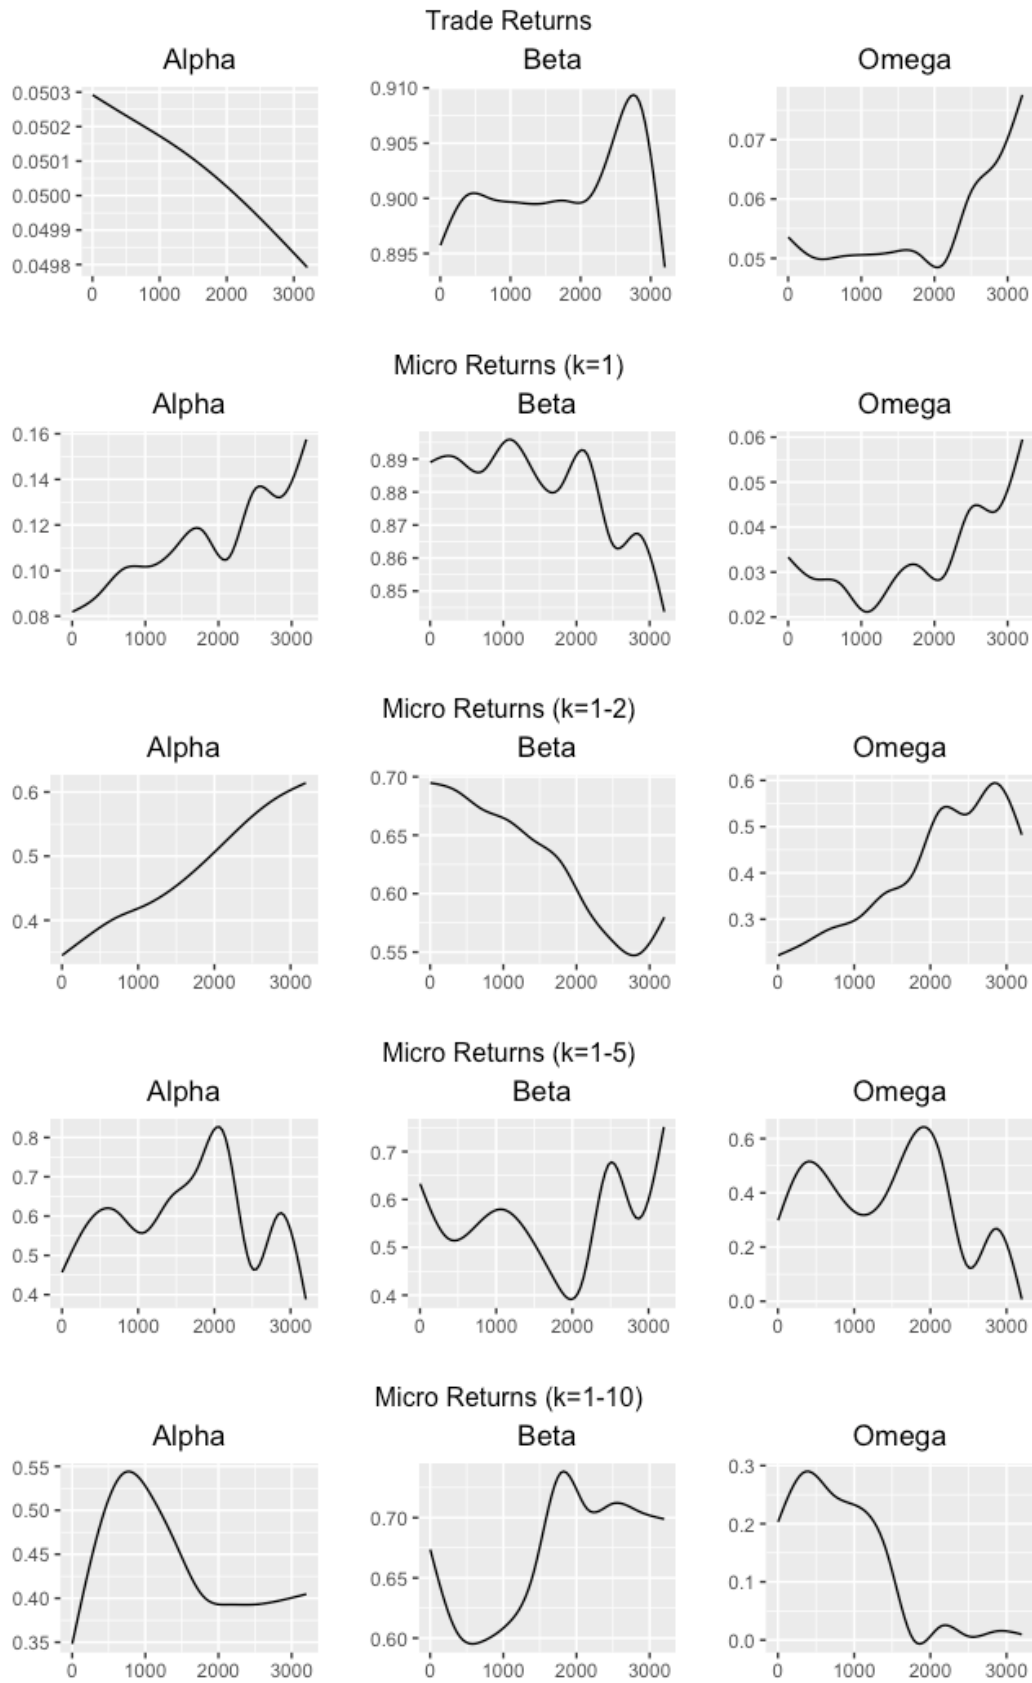 Trade Returns
Alpha Beta Omega
0.0503 0.0502 0.0501 0.0500 0.0499 0.0498
0.910 0.905 0.900 0.895
0.07 0.06 0.05
0 1000 2000 3000 0 1000 2000 3000 0 1000 2000 3000
Micro Returns (k=1)
Alpha Beta Omega
0.16 0.14 0.12 0.10 0.08
0.89 0.88 0.87 0.86 0.85
0.06 0.05 0.04 0.03 0.02
0 1000 2000 3000 0 1000 2000 3000 0 1000 2000 3000
Micro Returns (k=1-2)
Alpha Beta Omega
0.6 0.5 0.4
0.70 0.65 0.60 0.55
0.6 0.5 0.4 0.3
0 1000 2000 3000 0 1000 2000 3000 0 1000 2000 3000
Micro Returns (k=1-5)
Alpha Beta Omega
0.8 0.7 0.6 0.5 0.4
0.7 0.6 0.5 0.4
0.6 0.4 0.2 0.0
0 1000 2000 3000 0 1000 2000 3000 0 1000 2000 3000
Micro Returns (k=1-10)
Alpha Beta Omega
0.55 0.50 0.45 0.40 0.35
0.70 0.65 0.60
0.3 0.2 0.1 0.0
0 1000 2000 3000 0 1000 2000 3000 0 1000 2000 3000